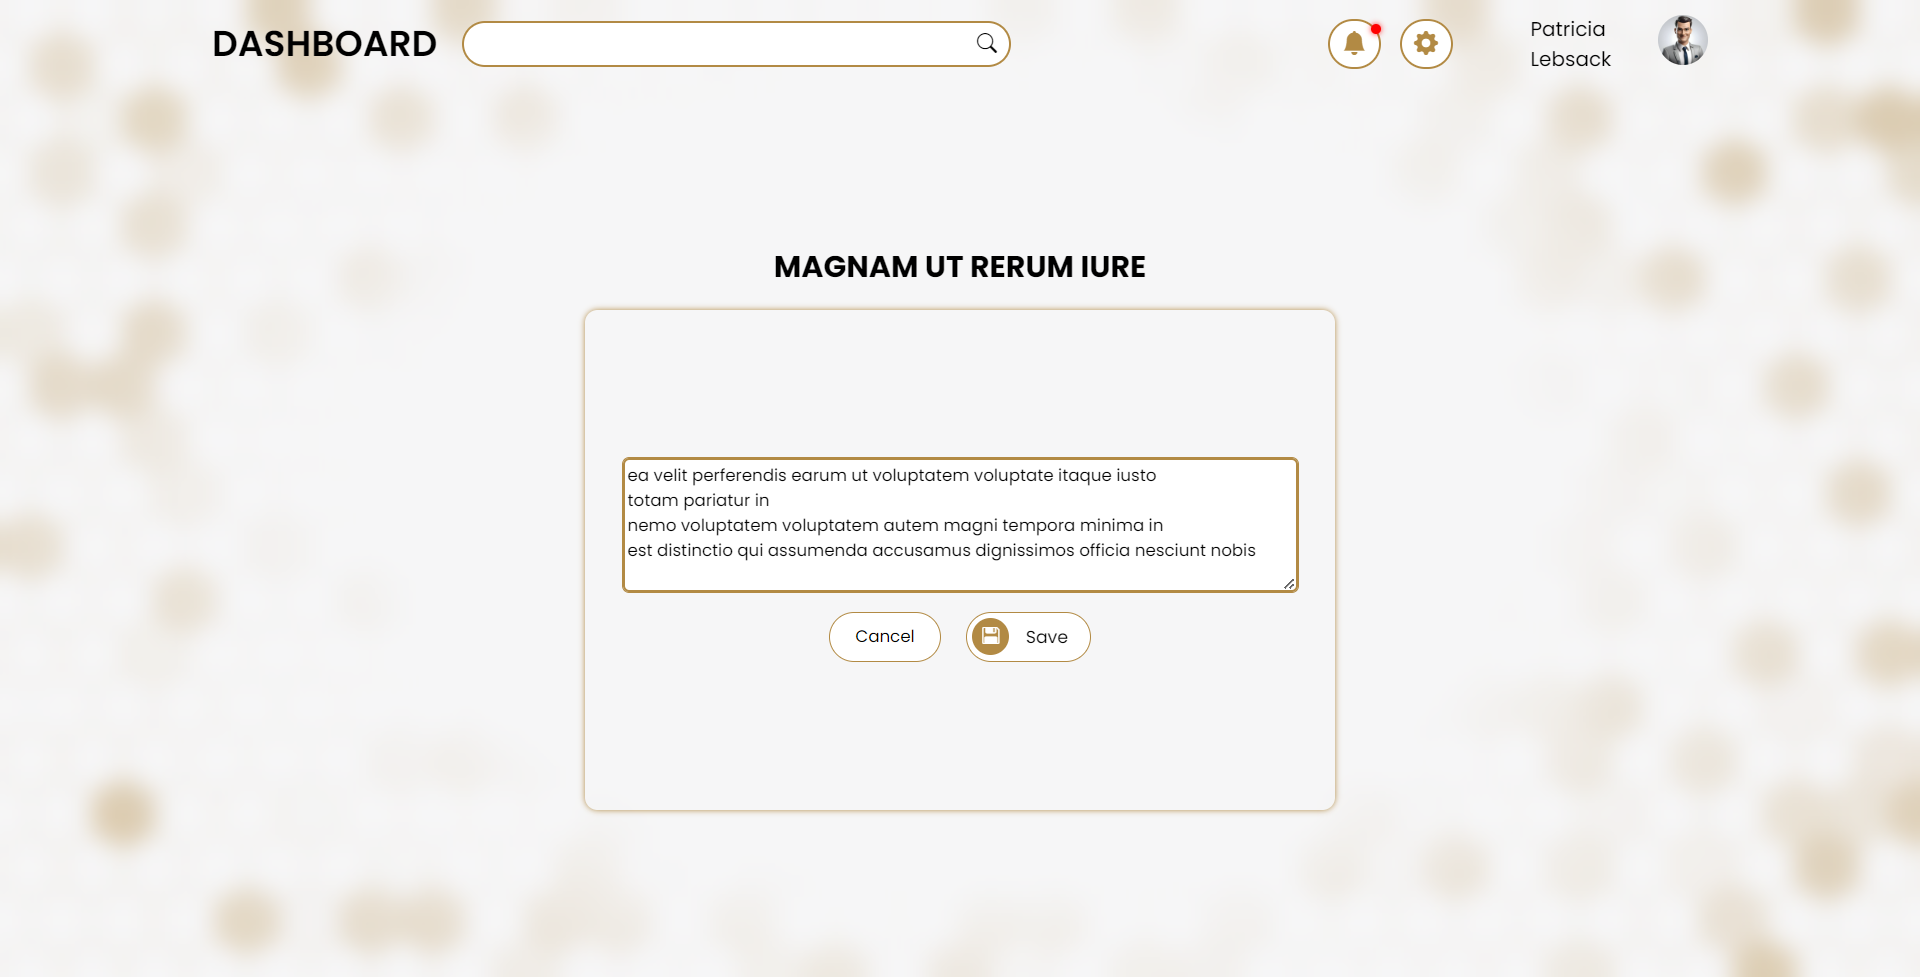 DASHBOARD
Patricia
Lebsack
MAGNAM UT RERUM IURE
ea velit perferendis earum ut voluptatem voluptate itaque iusto
totam pariatur in
nemo voluptatem voluptatem autem magni tempora minima in
est distinctio qui assumenda accusamus dignissimos officia nesciunt nobis
Cancel
Save